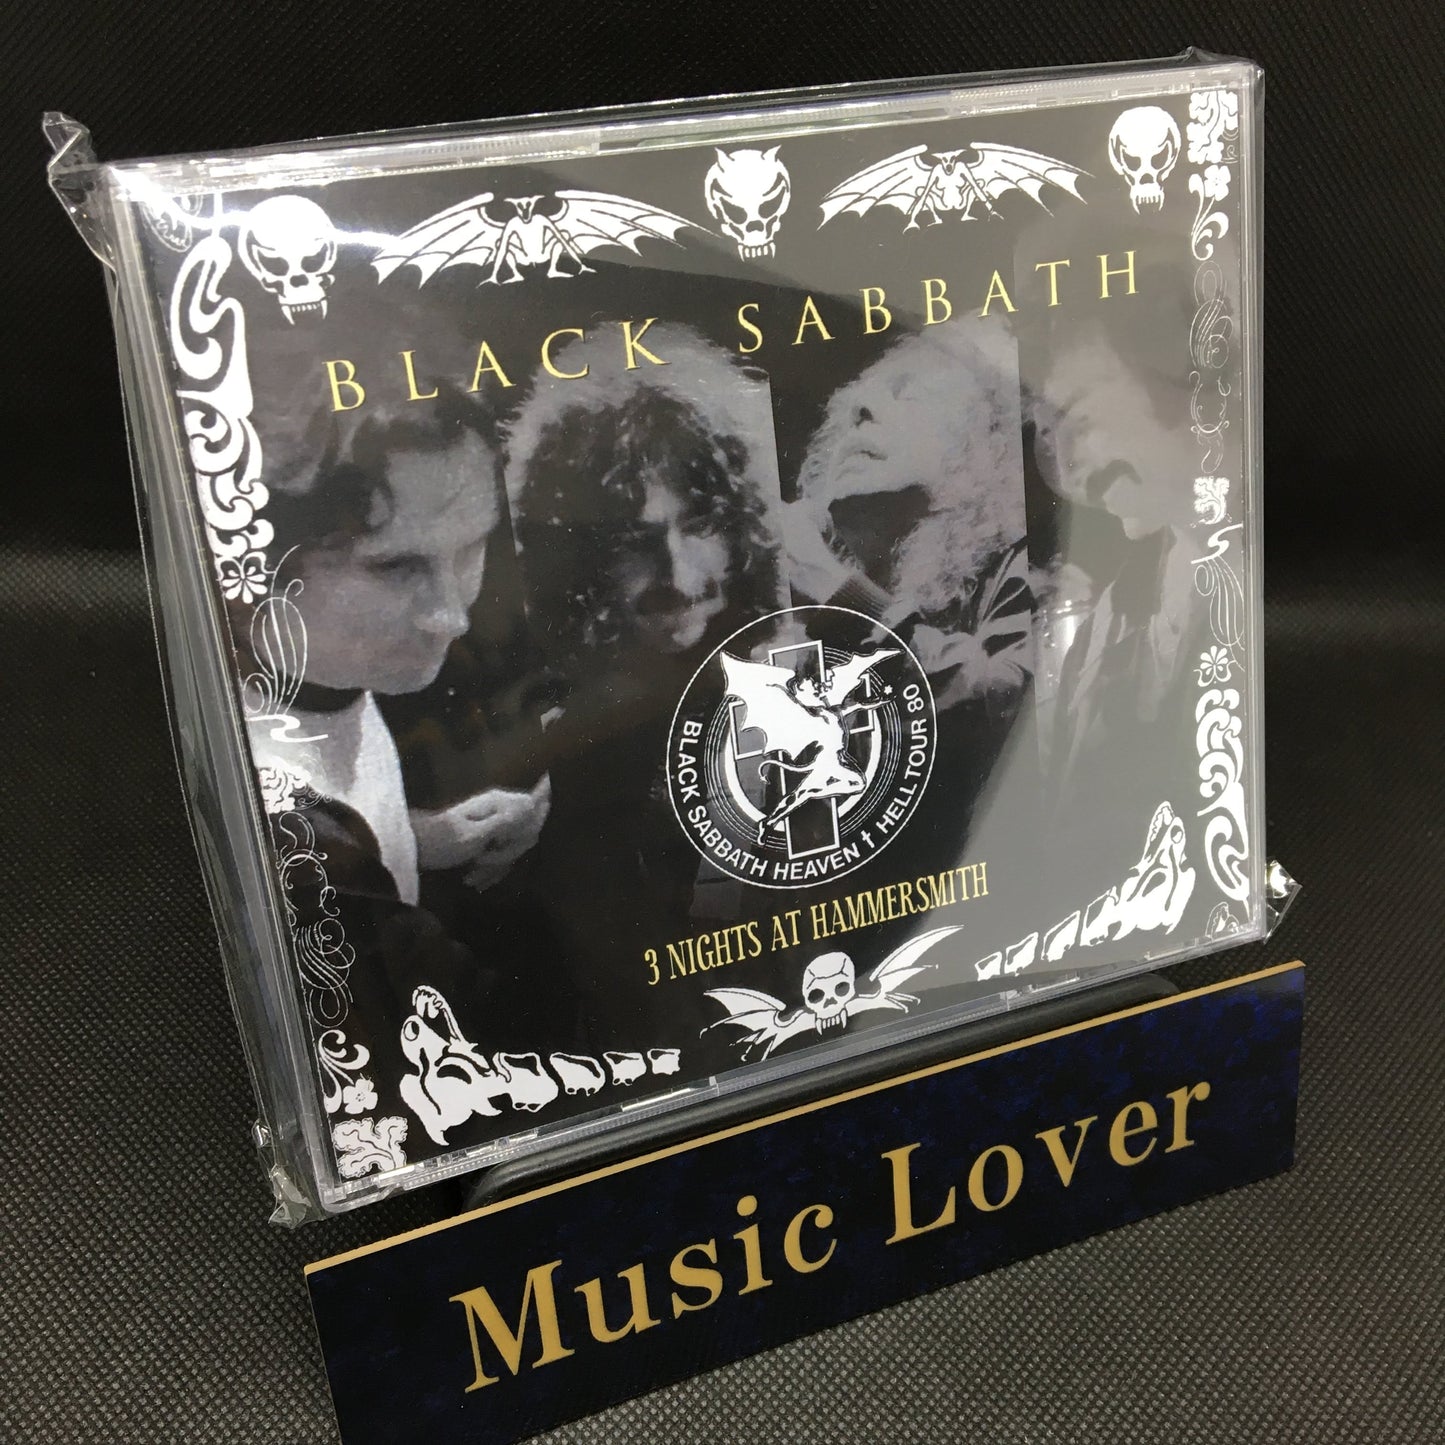 BLACK SABBATH
BLACK SABBATH HEAVEN † HELL TOUR 80
3 NIGHTS AT HAMMERSMITH
Music Lover